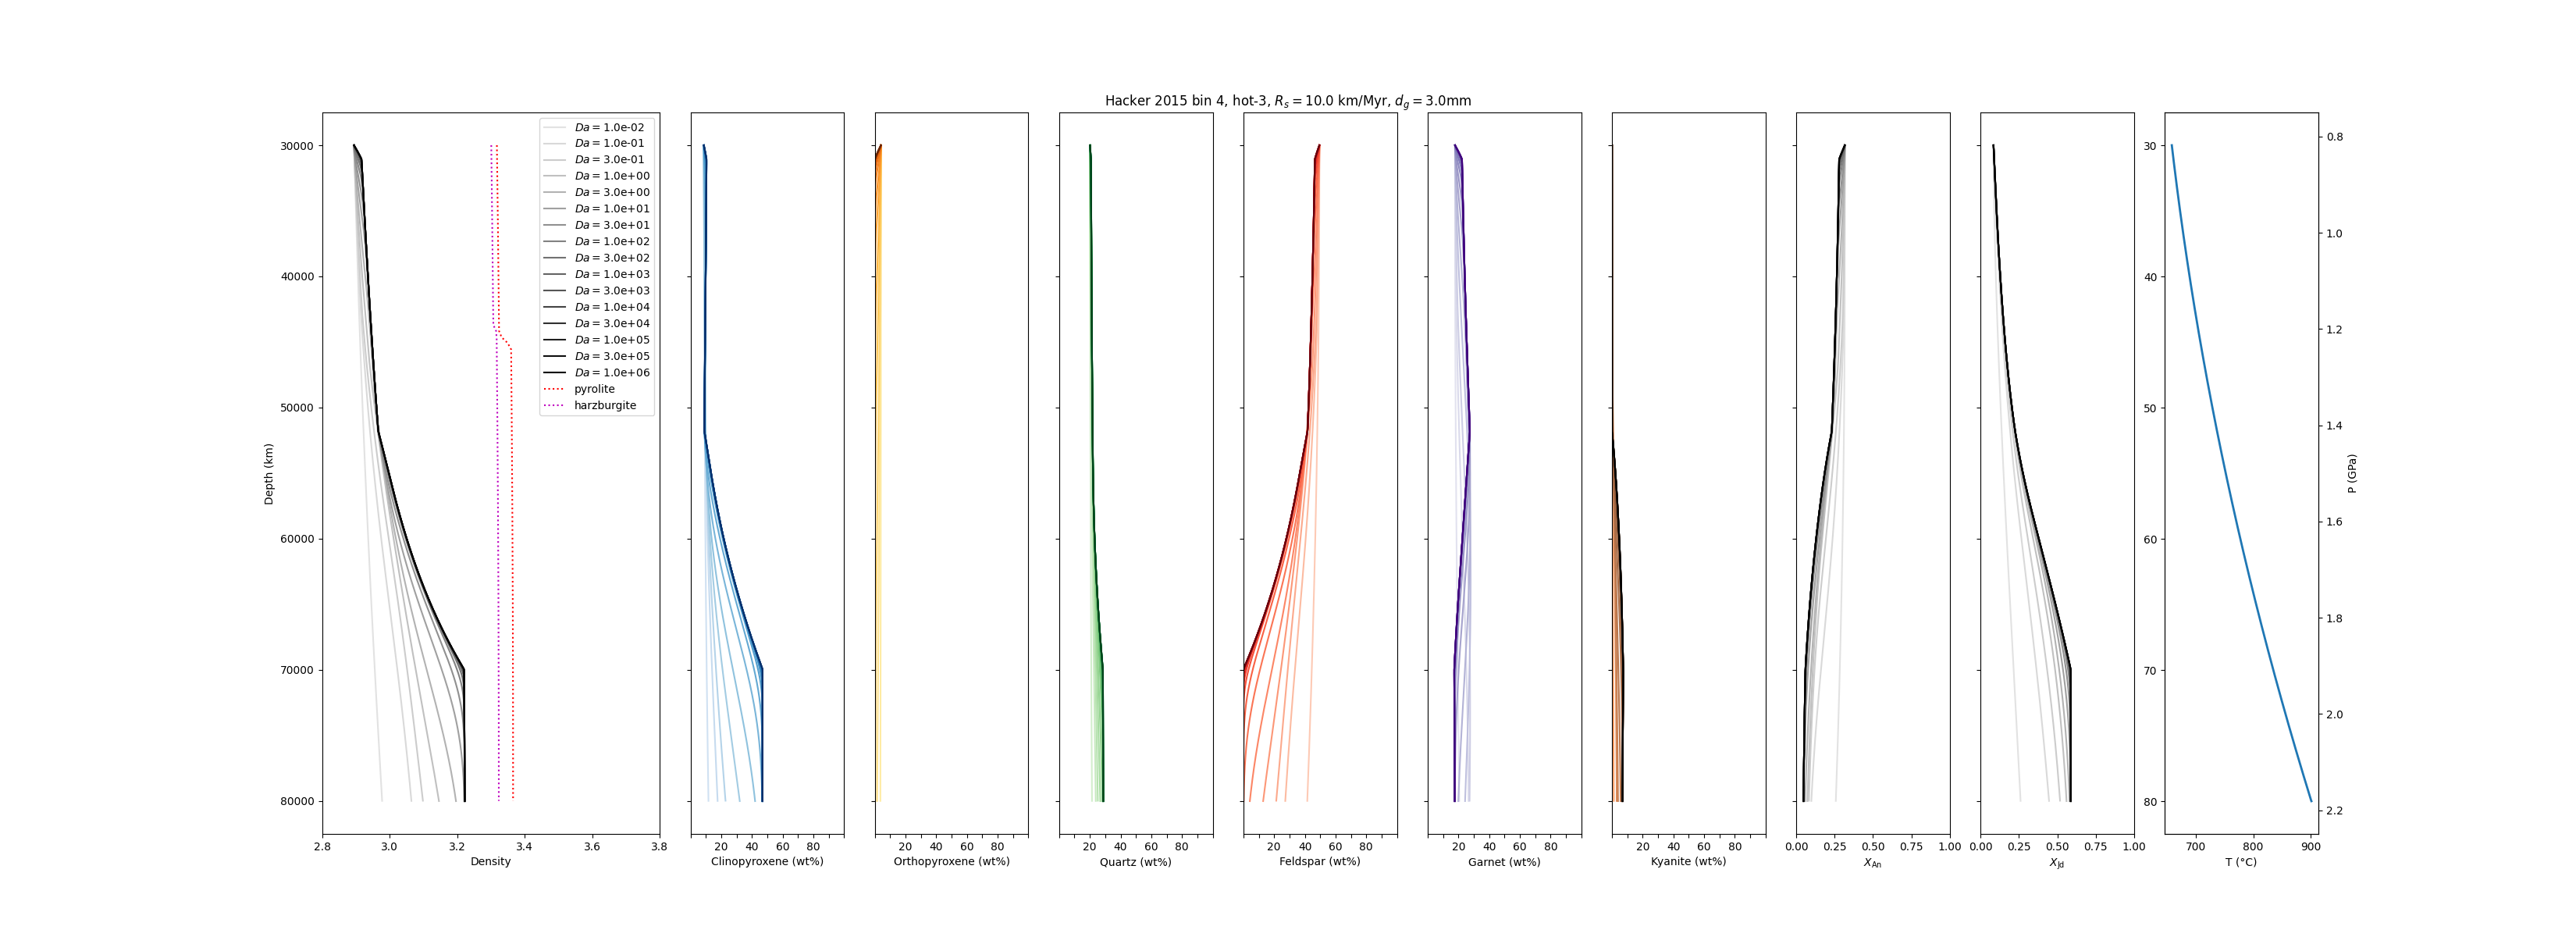 Hacker 2015 bin 4, hot-3, R_s = 10.0 km/Myr, d_g = 3.0mm
Da = 1.0e-02
Da = 1.0e-01
Da = 3.0e-01
Da = 1.0e+00
Da = 3.0e+00
Da = 1.0e+01
Da = 3.0e+01
Da = 1.0e+02
Da = 3.0e+02
Da = 1.0e+03
Da = 3.0e+03
Da = 1.0e+04
Da = 3.0e+04
Da = 1.0e+05
Da = 3.0e+05
Da = 1.0e+06
pyrolite
harzburgite
Depth (km)
30000
40000
50000
60000
70000
80000
2.8 3.0 3.2 3.4 3.6 3.8
Density
20 40 60 80
Clinopyroxene (wt%)
20 40 60 80
Orthopyroxene (wt%)
20 40 60 80
Quartz (wt%)
20 40 60 80
Feldspar (wt%)
20 40 60 80
Garnet (wt%)
20 40 60 80
Kyanite (wt%)
0.00 0.25 0.50 0.75 1.00
X_An
0.00 0.25 0.50 0.75 1.00
X_Jd
30
40
50
60
70
80
700 800 900
T (°C)
0.8
1.0
1.2
1.4
1.6
1.8
2.0
2.2
P (GPa)